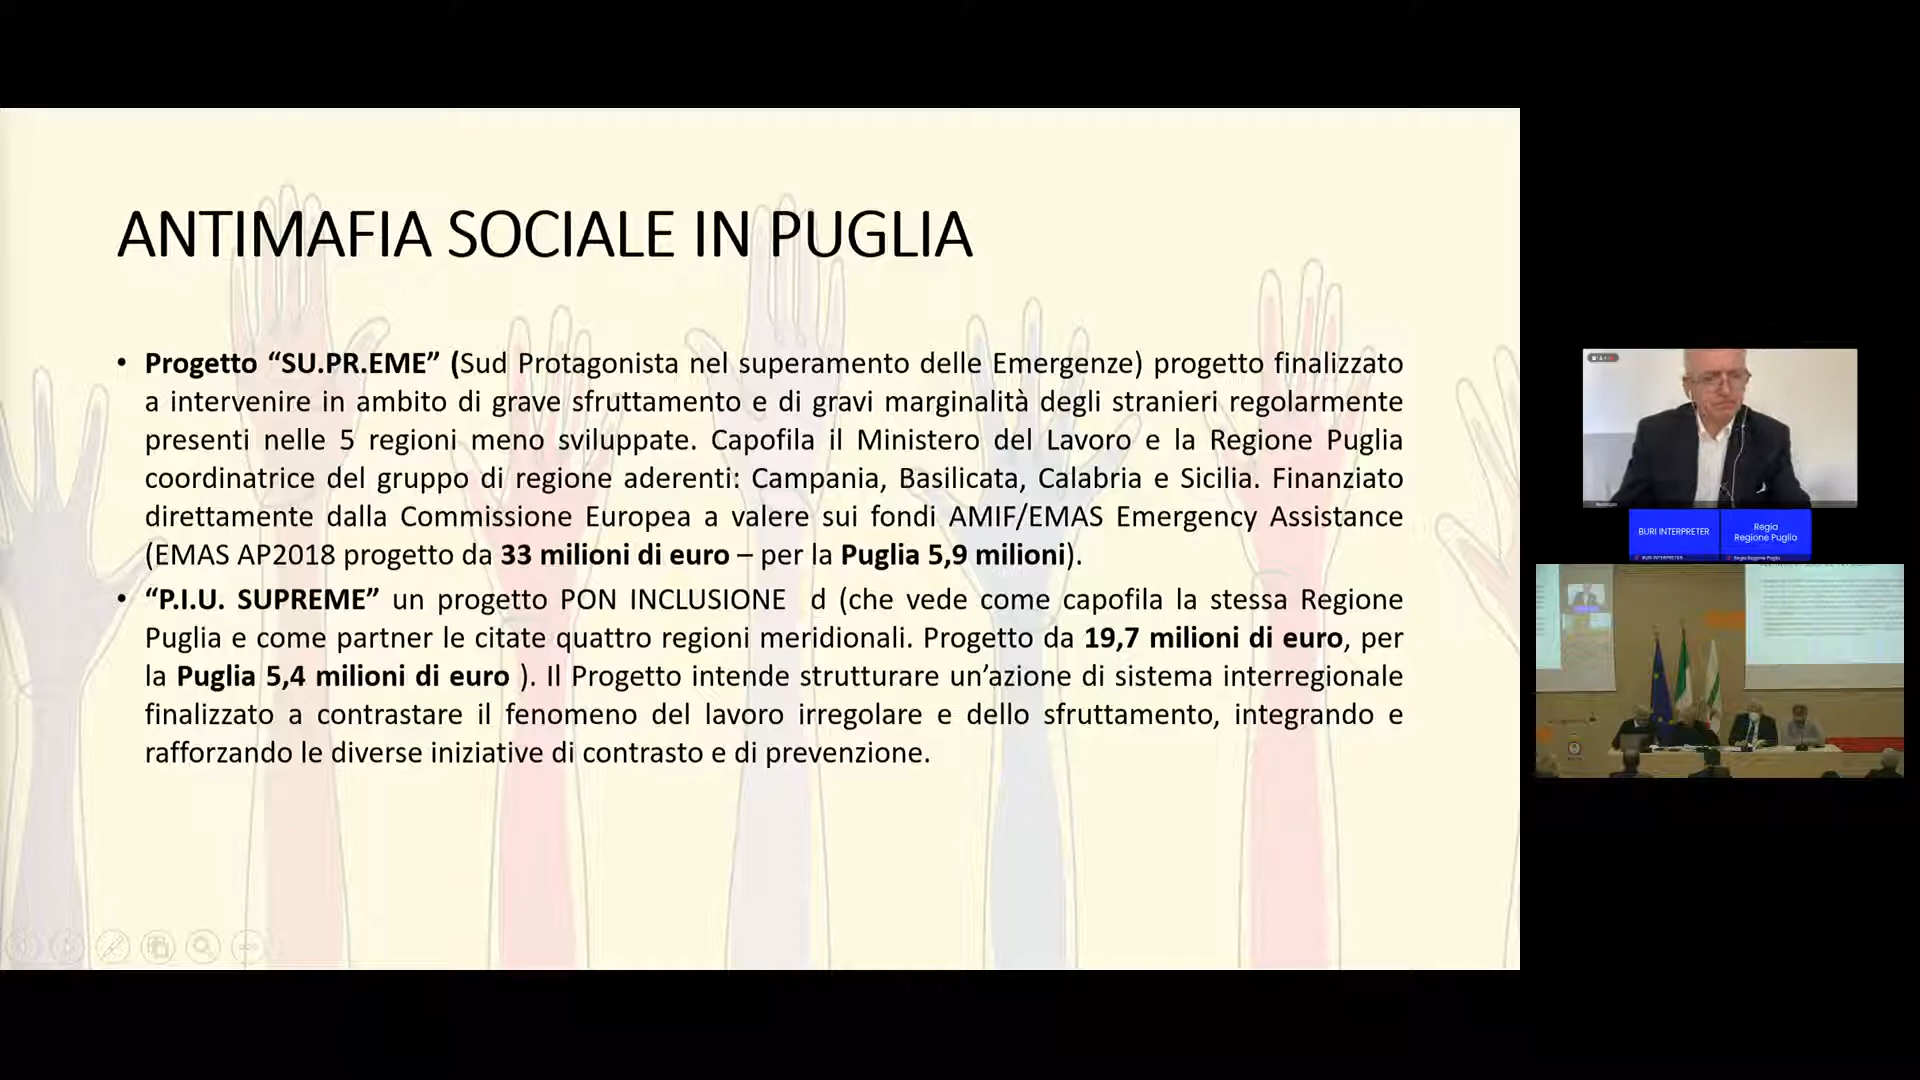 ANTIMAFIA SOCIALE IN PUGLIA
• Progetto “SU.PR.EME” (Sud Protagonista nel superamento delle Emergenze) progetto finalizzato
a intervenire in ambito di grave sfruttamento e di gravi marginalità degli stranieri regolarmente
presenti nelle 5 regioni meno sviluppate. Capofila il Ministero del Lavoro e la Regione Puglia
coordinatrice del gruppo di regione aderenti: Campania, Basilicata, Calabria e Sicilia. Finanziato
direttamente dalla Commissione Europea a valere sui fondi AMIF/EMAS Emergency Assistance
(EMAS AP2018 progetto da 33 milioni di euro – per la Puglia 5,9 milioni).
• “P.I.U. SUPREME” un progetto PON INCLUSIONE d (che vede come capofila la stessa Regione
Puglia e come partner le citate quattro regioni meridionali. Progetto da 19,7 milioni di euro, per
la Puglia 5,4 milioni di euro ). Il Progetto intende strutturare un’azione di sistema interregionale
finalizzato a contrastare il fenomeno del lavoro irregolare e dello sfruttamento, integrando e
rafforzando le diverse iniziative di contrasto e di prevenzione.
BURI INTERPRETER
Regia
Regione Puglia
BURI INTERPRETER
Regia Regione Puglia